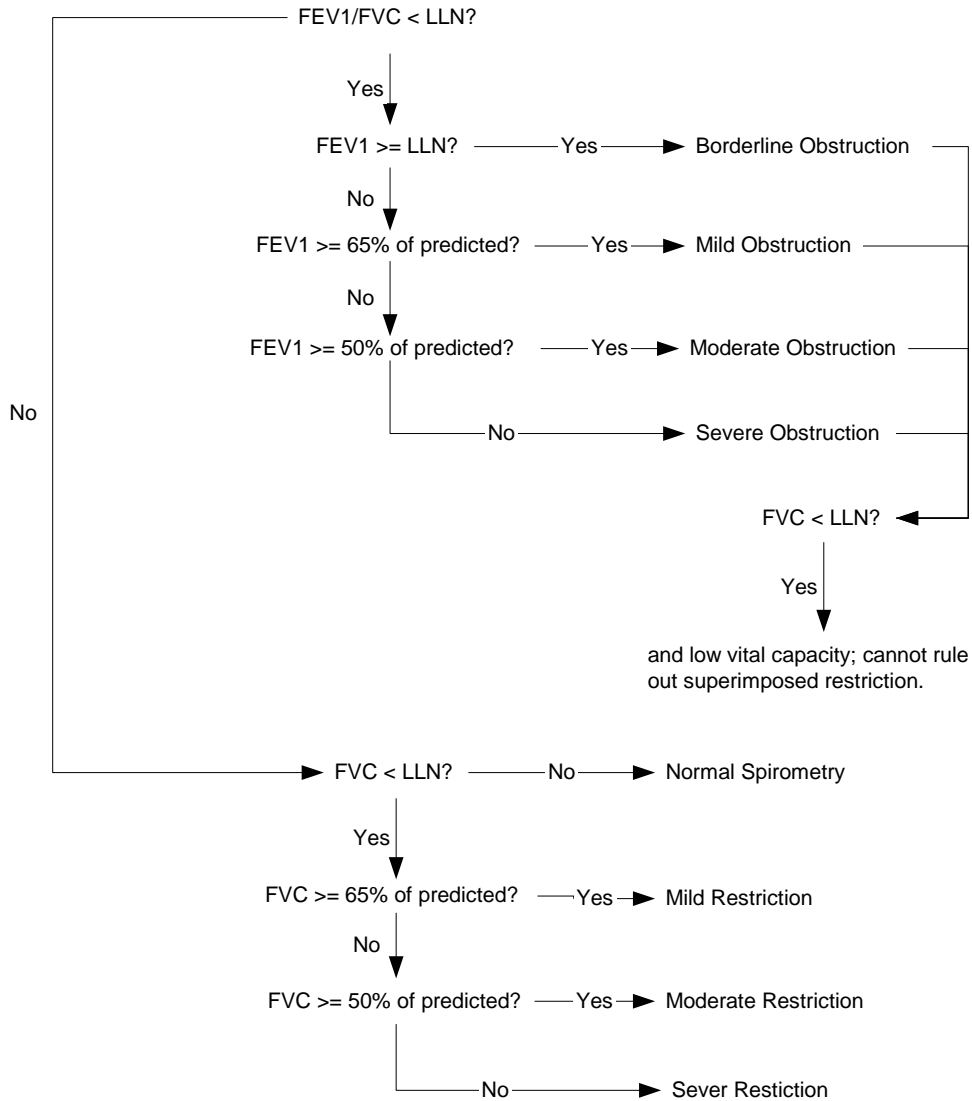 FEV1/FVC < LLN?
Yes
FEV1 >= LLN?
Yes
Borderline Obstruction
No
FEV1 >= 65% of predicted?
Yes
Mild Obstruction
No
FEV1 >= 50% of predicted?
Yes
Moderate Obstruction
No
No
Severe Obstruction
FVC < LLN?
Yes
and low vital capacity; cannot rule
out superimposed restriction.
FVC < LLN?
No
Normal Spirometry
Yes
FVC >= 65% of predicted?
Yes
Mild Restriction
No
FVC >= 50% of predicted?
Yes
Moderate Restriction
No
Sever Restiction